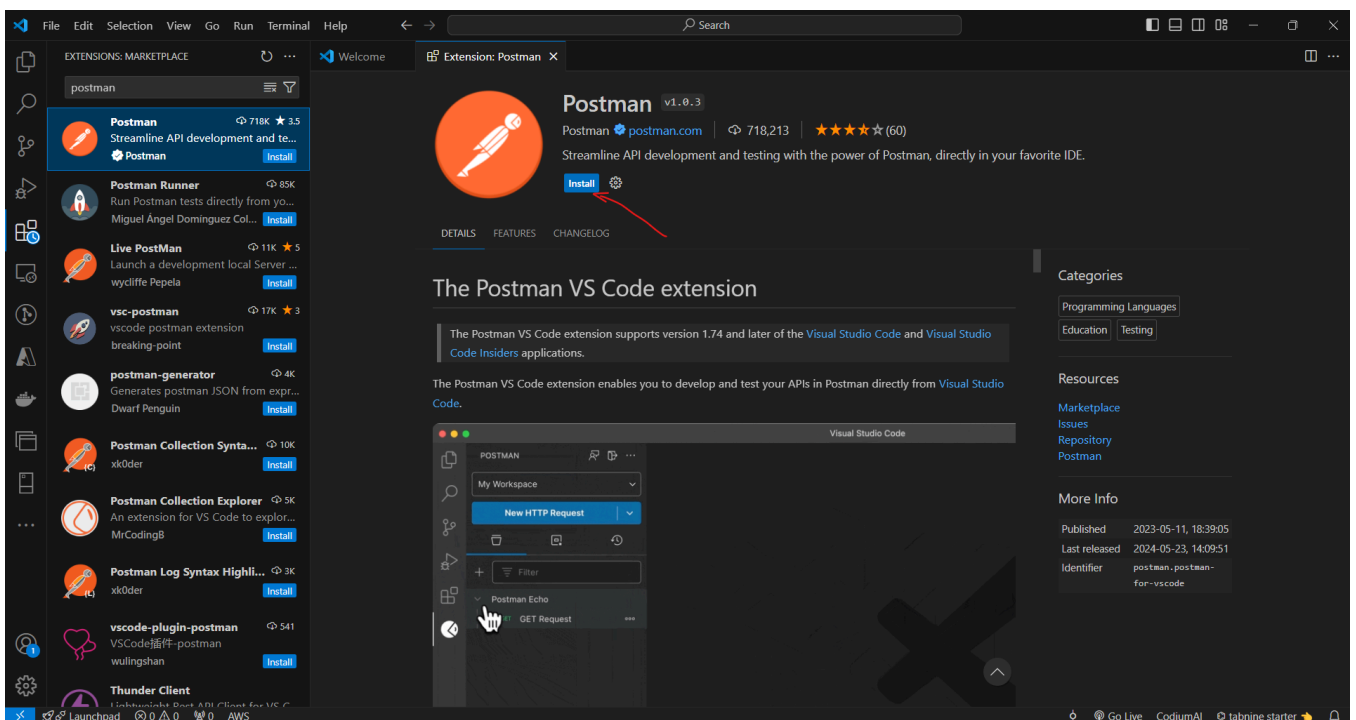 File Edit Selection View Go Run Terminal Help
Search
EXTENSIONS: MARKETPLACE
postman
Postman 718K ★ 3.5
Streamline API development and te...
Postman Install
Postman Runner 85K
Run Postman tests directly from yo...
Miguel Ángel Domínguez Col... Install
Live PostMan 11K ★ 5
Launch a development local Server ...
wycliffe Pepela Install
vsc-postman 17K ★ 3
vscode postman extension
breaking-point Install
postman-generator 4K
Generates postman JSON from expr...
Dwarf Penguin Install
Postman Collection Synta... 10K
xk0der Install
Postman Collection Explorer 5K
An extension for VS Code to explor...
MrCodingB Install
Postman Log Syntax Highli... 3K
xk0der Install
vscode-plugin-postman 541
VSCode插件-postman
wulingshan Install
Thunder Client
Lightweight Rest API Client for VS C...
Welcome
Extension: Postman
Postman v1.0.3
Postman postman.com 718,213 ★★★★☆ (60)
Streamline API development and testing with the power of Postman, directly in your favorite IDE.
Install
DETAILS FEATURES CHANGELOG
The Postman VS Code extension
The Postman VS Code extension supports version 1.74 and later of the Visual Studio Code and Visual Studio
Code Insiders applications.
The Postman VS Code extension enables you to develop and test your APIs in Postman directly from Visual Studio
Code.
Visual Studio Code
POSTMAN
My Workspace
New HTTP Request
Filter
Postman Echo
GET Request
Categories
Programming Languages
Education Testing
Resources
Marketplace
Issues
Repository
Postman
More Info
Published 2023-05-11, 18:39:05
Last released 2024-05-23, 14:09:51
Identifier postman.postman-
for-vscode
1
Launchpad 0 0 0 AWS
Go Live CodiumAI tabnine starter